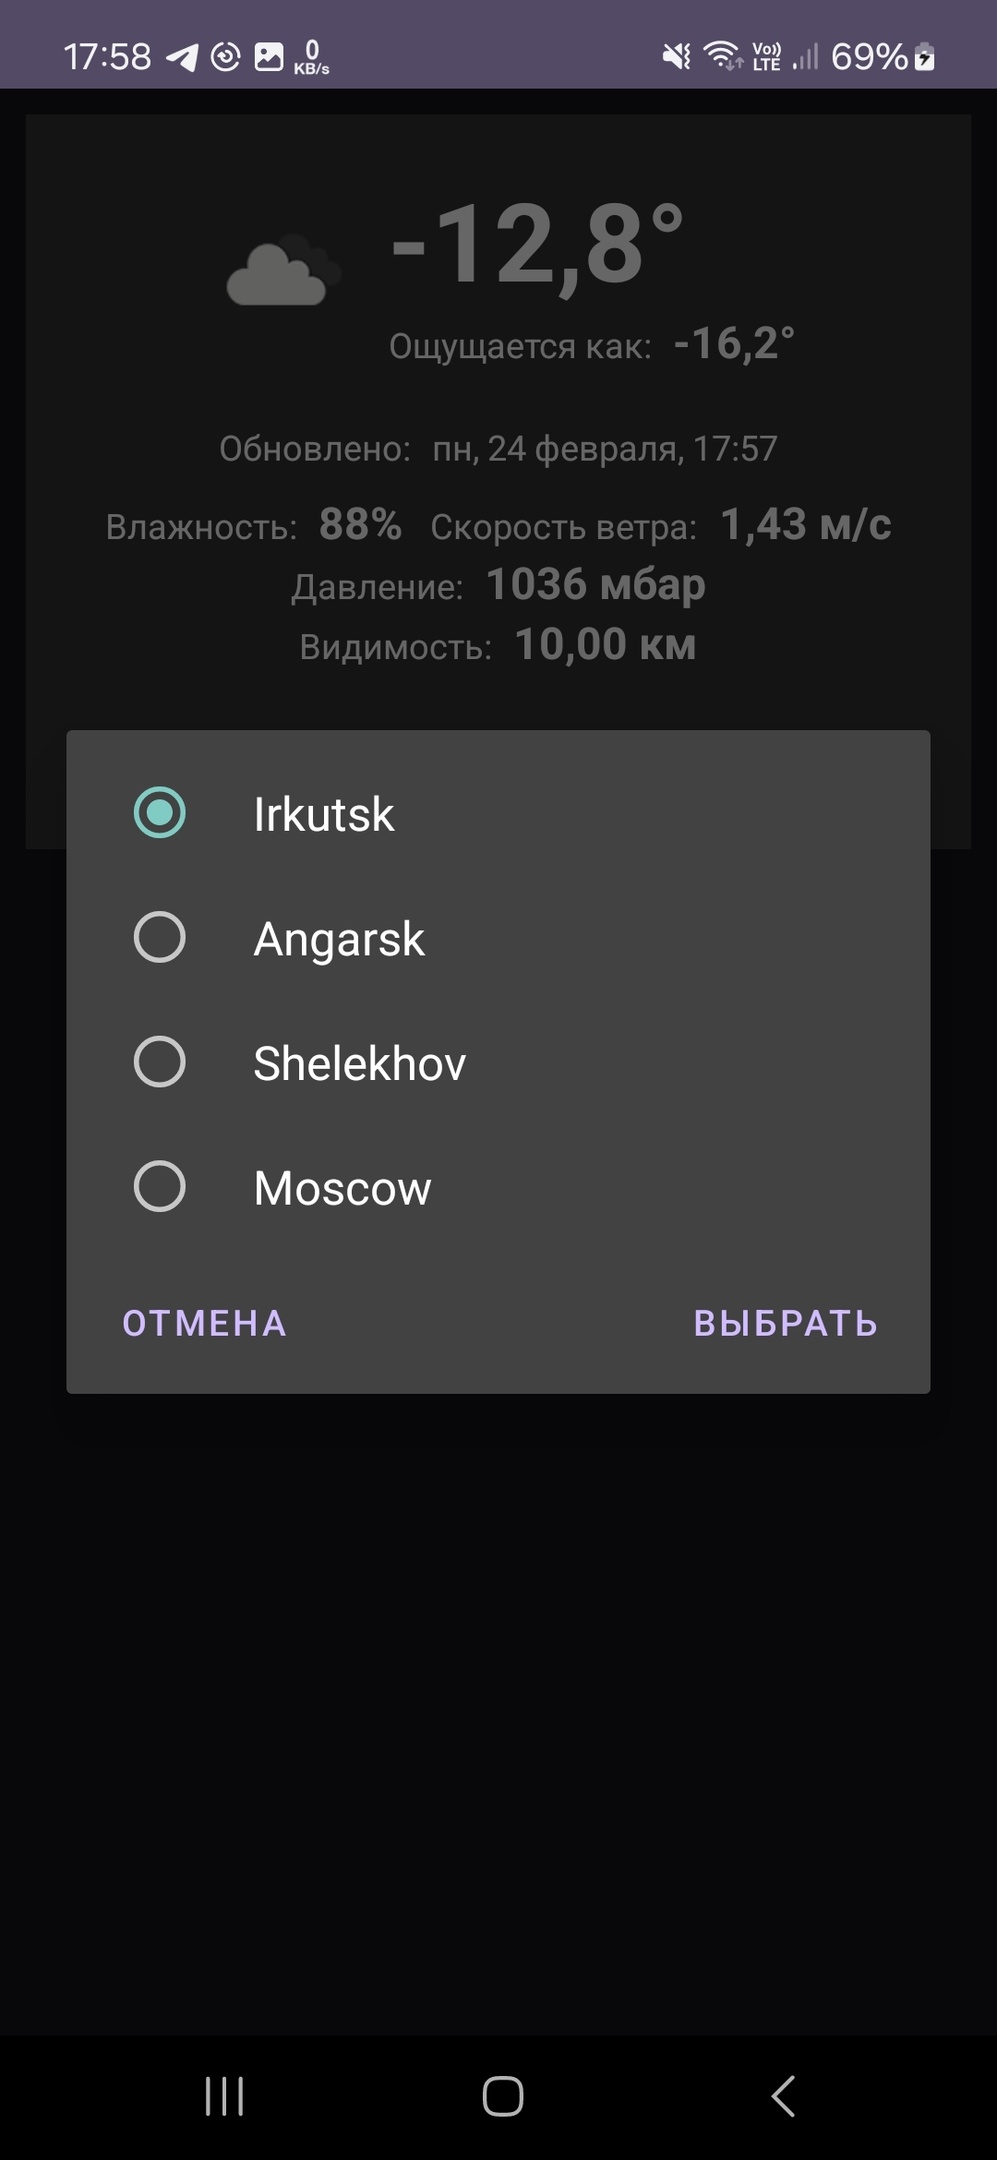 17:58 0 KB/s Vo)) LTE 69%
-12,8°
Ощущается как: -16,2°
Обновлено: пн, 24 февраля, 17:57
Влажность: 88% Скорость ветра: 1,43 м/с
Давление: 1036 мбар
Видимость: 10,00 км
Irkutsk
Angarsk
Shelekhov
Moscow
ОТМЕНА ВЫБРАТЬ